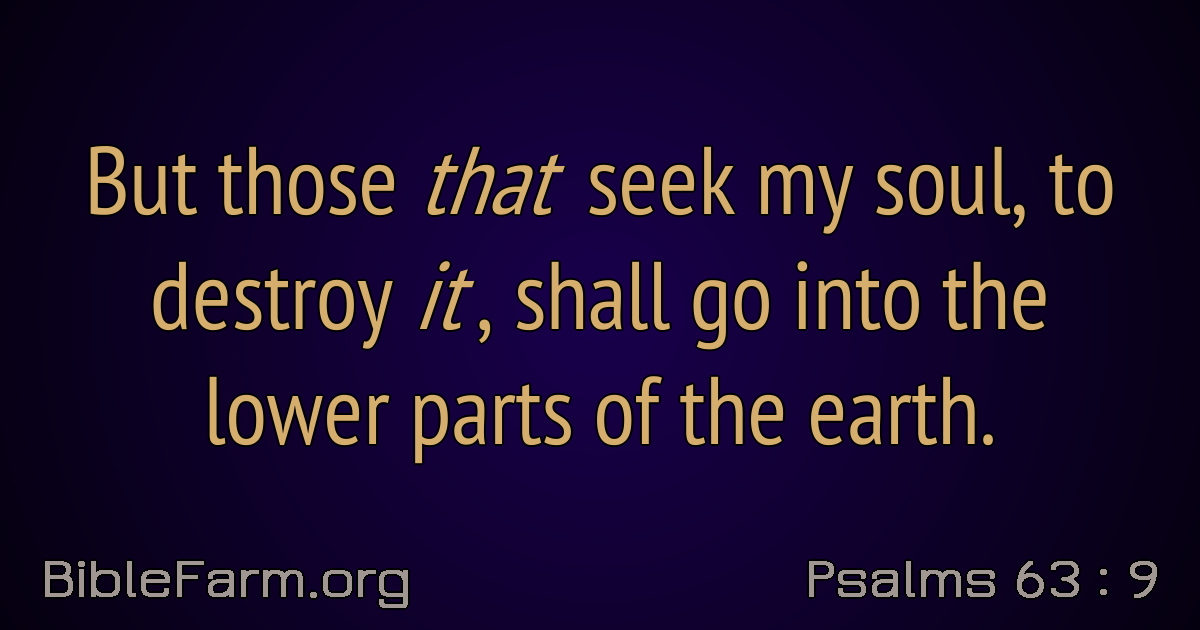 But those that seek my soul, to
destroy it, shall go into the
lower parts of the earth.
BibleFarm.org
Psalms 63 : 9